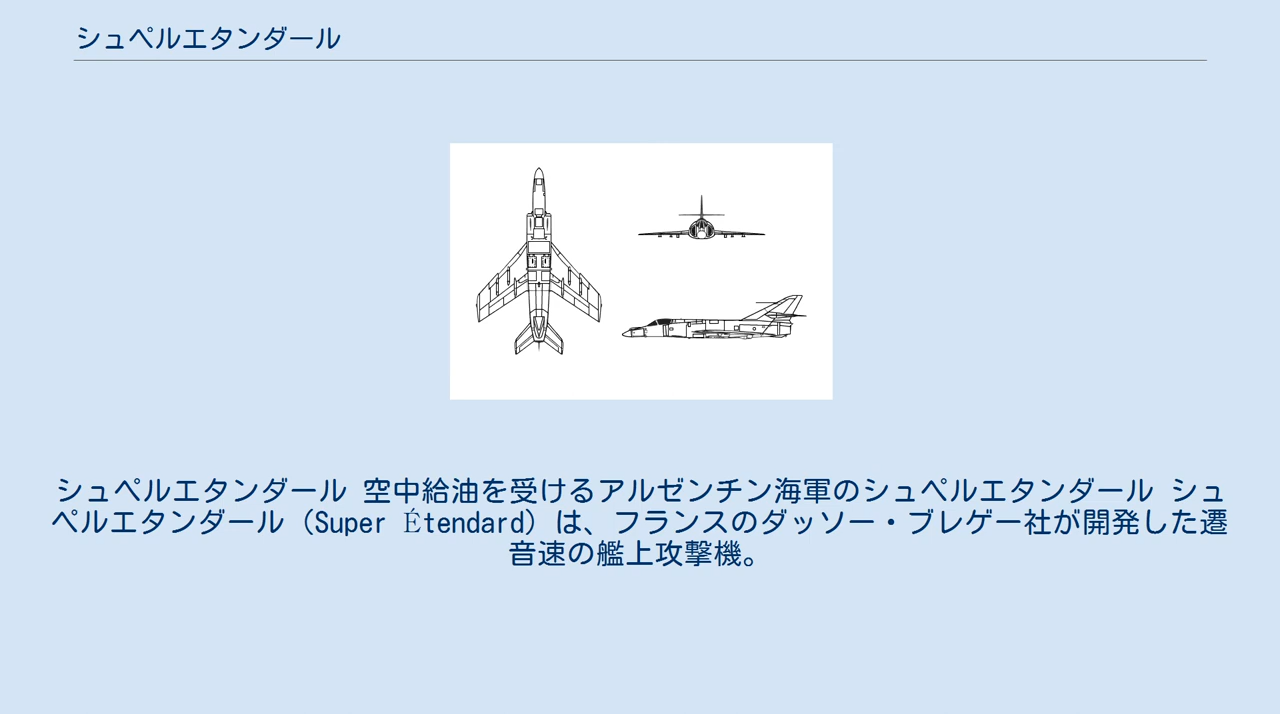 シュペルエタンダール
シュペルエタンダール 空中給油を受けるアルゼンチン海軍のシュペルエタンダール シュ
ペルエタンダール（Super Étendard）は、フランスのダッソー・ブレゲー社が開発した遷
音速の艦上攻撃機。